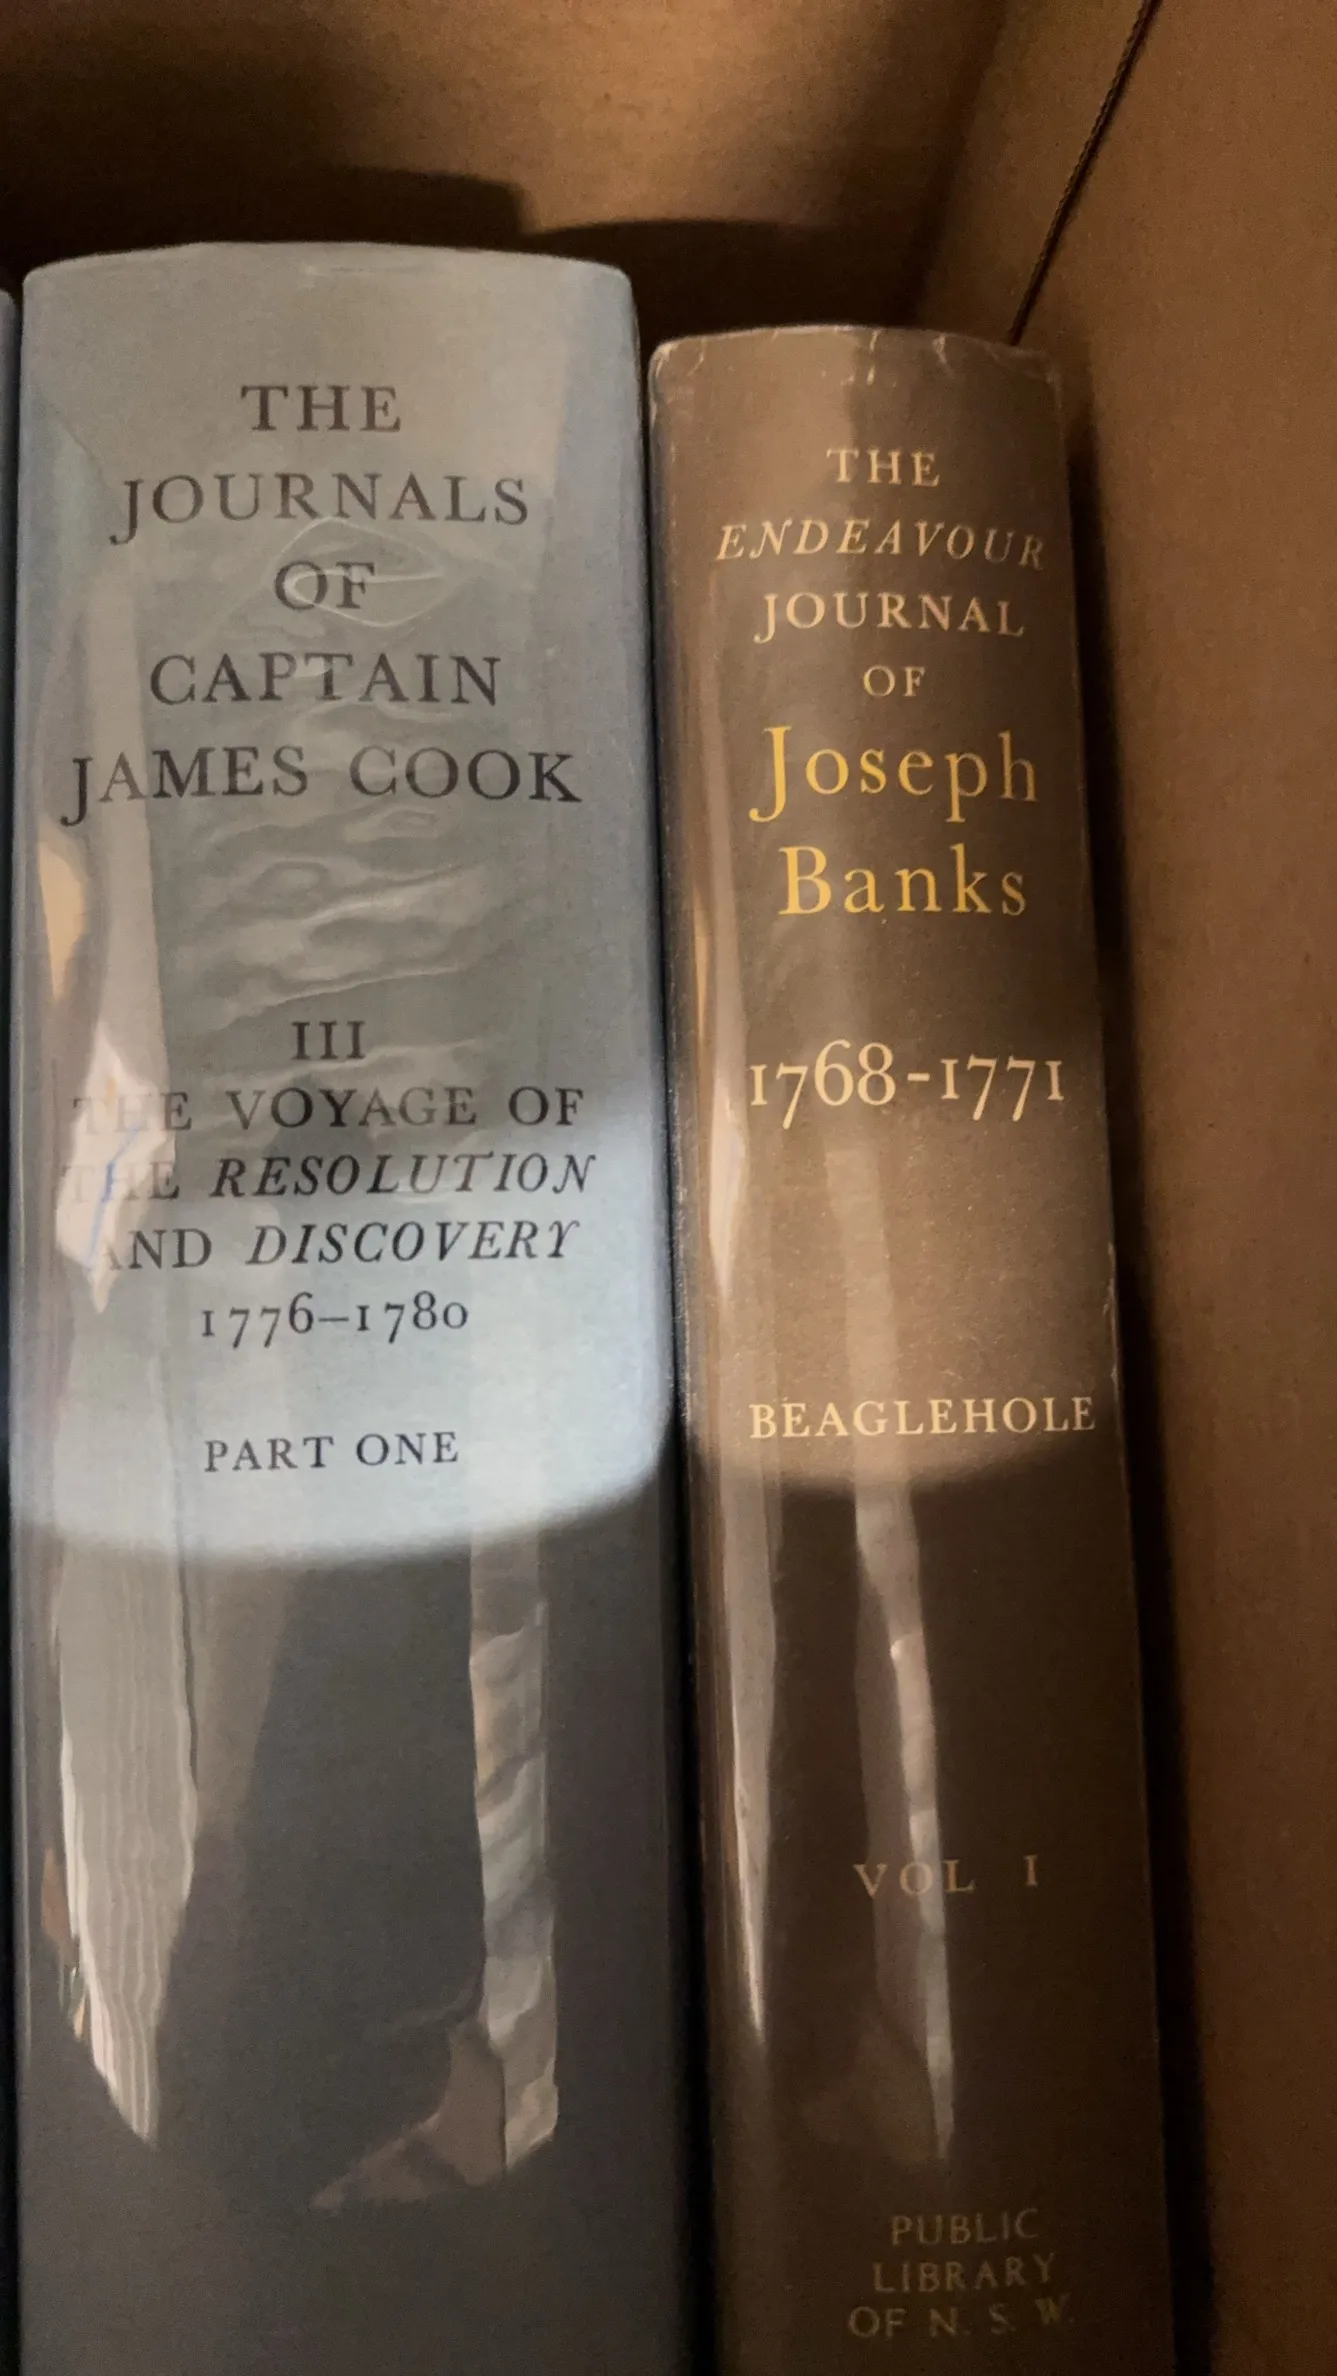 THE
JOURNALS
OF
CAPTAIN
JAMES COOK
III
THE VOYAGE OF
THE RESOLUTION
AND DISCOVERY
1776–1780
PART ONE
THE
ENDEAVOUR
JOURNAL
OF
Joseph
Banks
1768-1771
BEAGLEHOLE
VOL I
PUBLIC
LIBRARY
OF N. S. W.